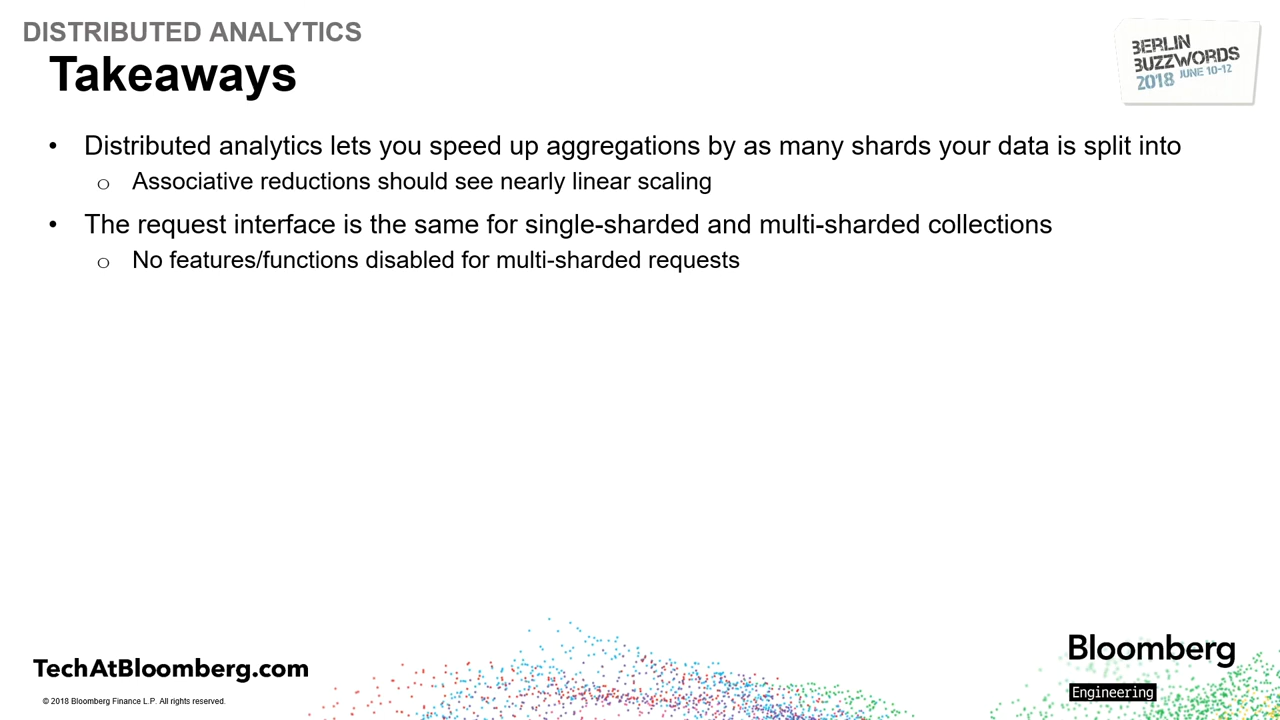 DISTRIBUTED ANALYTICS
Takeaways
BERLIN
BUZZWORDS
2018 JUNE 10-12
• Distributed analytics lets you speed up aggregations by as many shards your data is split into
○ Associative reductions should see nearly linear scaling
• The request interface is the same for single-sharded and multi-sharded collections
○ No features/functions disabled for multi-sharded requests
TechAtBloomberg.com
© 2018 Bloomberg Finance L.P. All rights reserved.
Bloomberg
Engineering